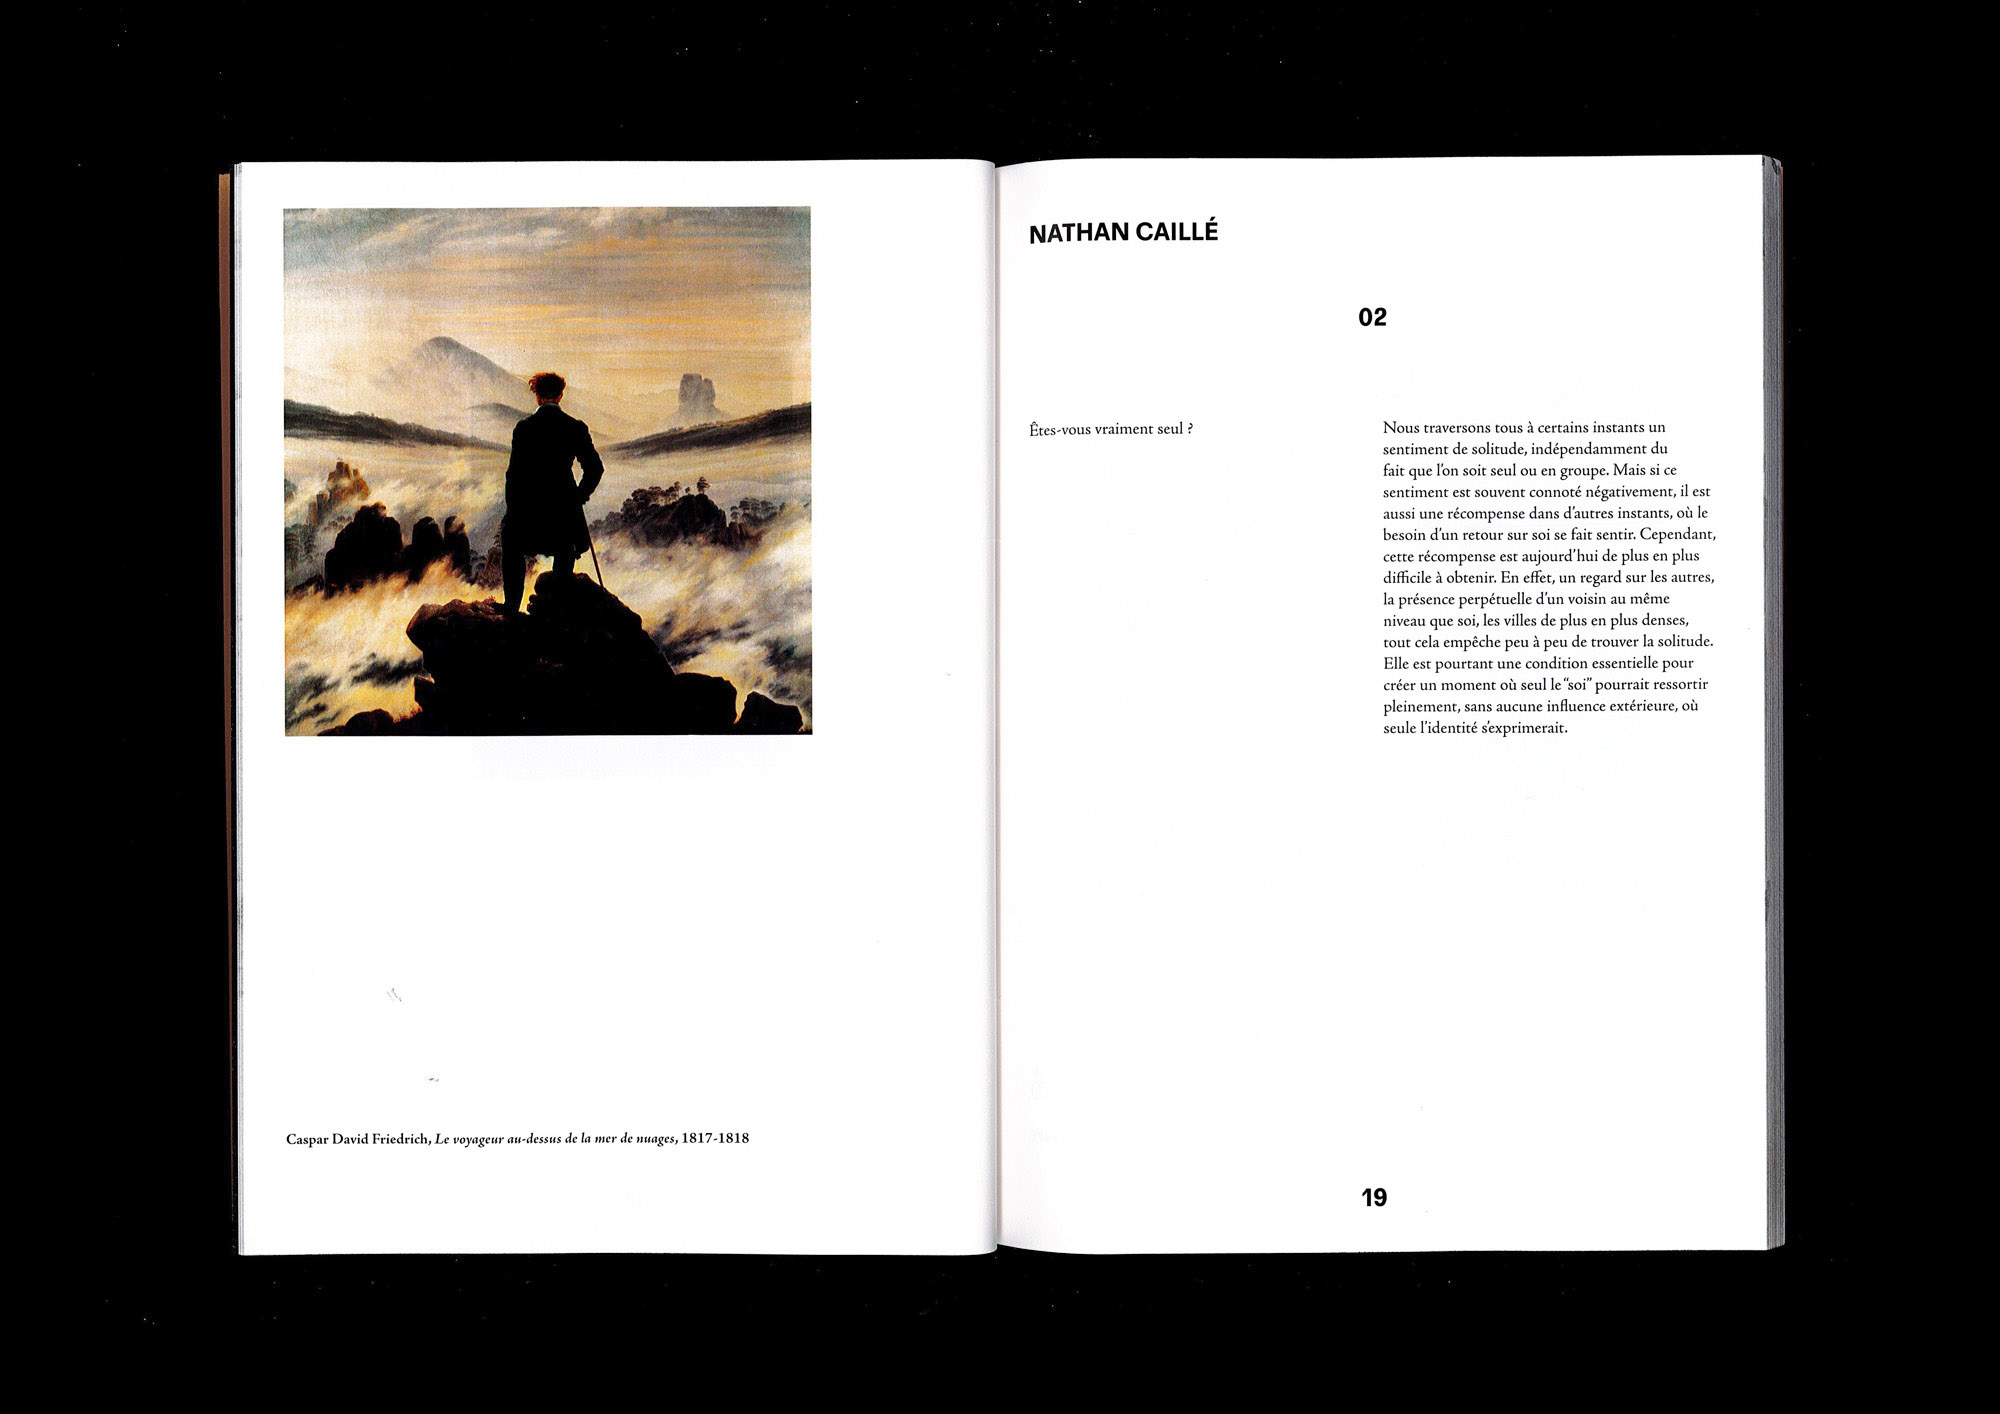 Caspar David Friedrich, Le voyageur au-dessus de la mer de nuages, 1817-1818
NATHAN CAILLÉ
02
Êtes-vous vraiment seul ?
Nous traversons tous à certains instants un
sentiment de solitude, indépendamment du
fait que l’on soit seul ou en groupe. Mais si ce
sentiment est souvent connoté négativement, il est
aussi une récompense dans d’autres instants, où le
besoin d’un retour sur soi se fait sentir. Cependant,
cette récompense est aujourd’hui de plus en plus
difficile à obtenir. En effet, un regard sur les autres,
la présence perpétuelle d’un voisin au même
niveau que soi, les villes de plus en plus denses,
tout cela empêche peu à peu de trouver la solitude.
Elle est pourtant une condition essentielle pour
créer un moment où seul le “soi” pourrait ressortir
pleinement, sans aucune influence extérieure, où
seule l’identité s’exprimerait.
19